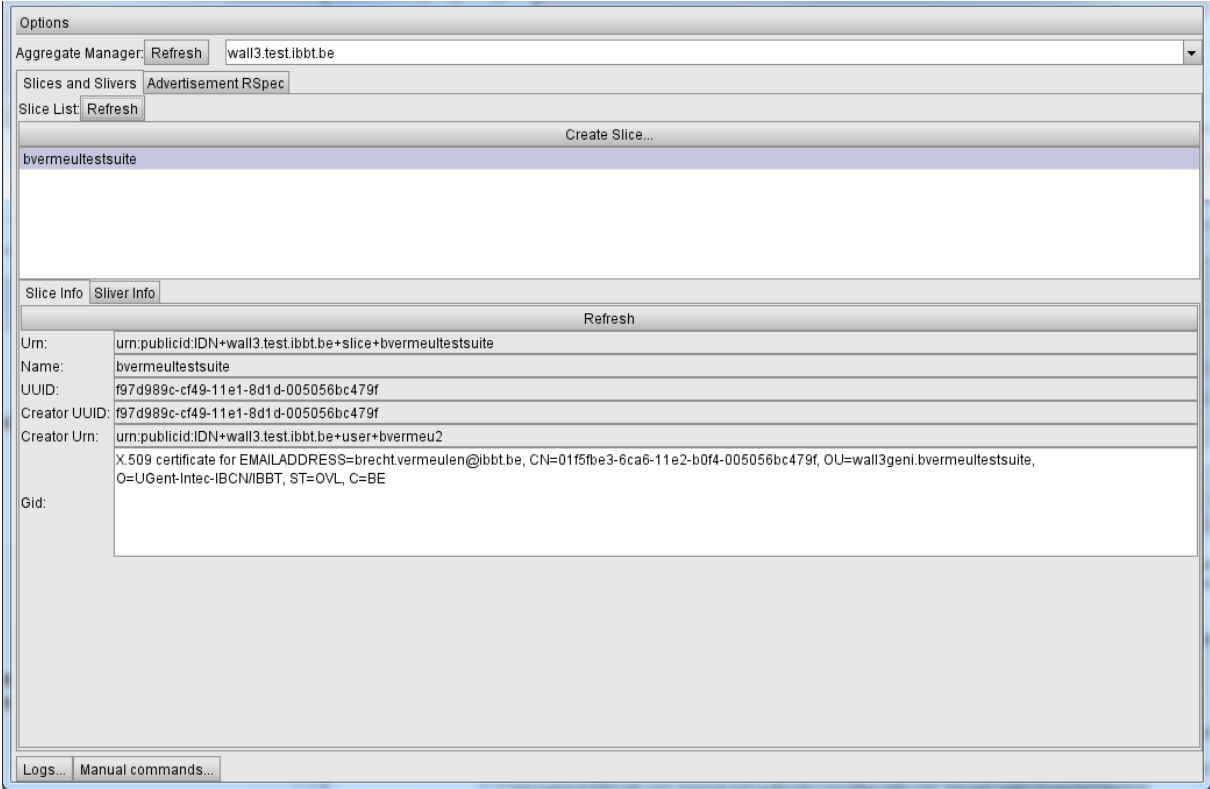 Options
Aggregate Manager: Refresh wall3.test.ibbt.be
Slices and Slivers Advertisement RSpec
Slice List: Refresh
Create Slice...
bvermeultestsuite
Slice Info Sliver Info
Refresh
Urn: urn:publicid:IDN+wall3.test.ibbt.be+slice+bvermeultestsuite
Name: bvermeultestsuite
UUID: f97d989c-cf49-11e1-8d1d-005056bc479f
Creator UUID: f97d989c-cf49-11e1-8d1d-005056bc479f
Creator Urn: urn:publicid:IDN+wall3.test.ibbt.be+user+bvermeu2
X.509 certificate for EMAILADDRESS=brecht.vermeulen@ibbt.be, CN=01f5fbe3-6ca6-11e2-b0f4-005056bc479f, OU=wall3geni.bvermeultestsuite,
O=UGent-Intec-IBCN/IBBT, ST=OVL, C=BE
Gid:
Logs... Manual commands...